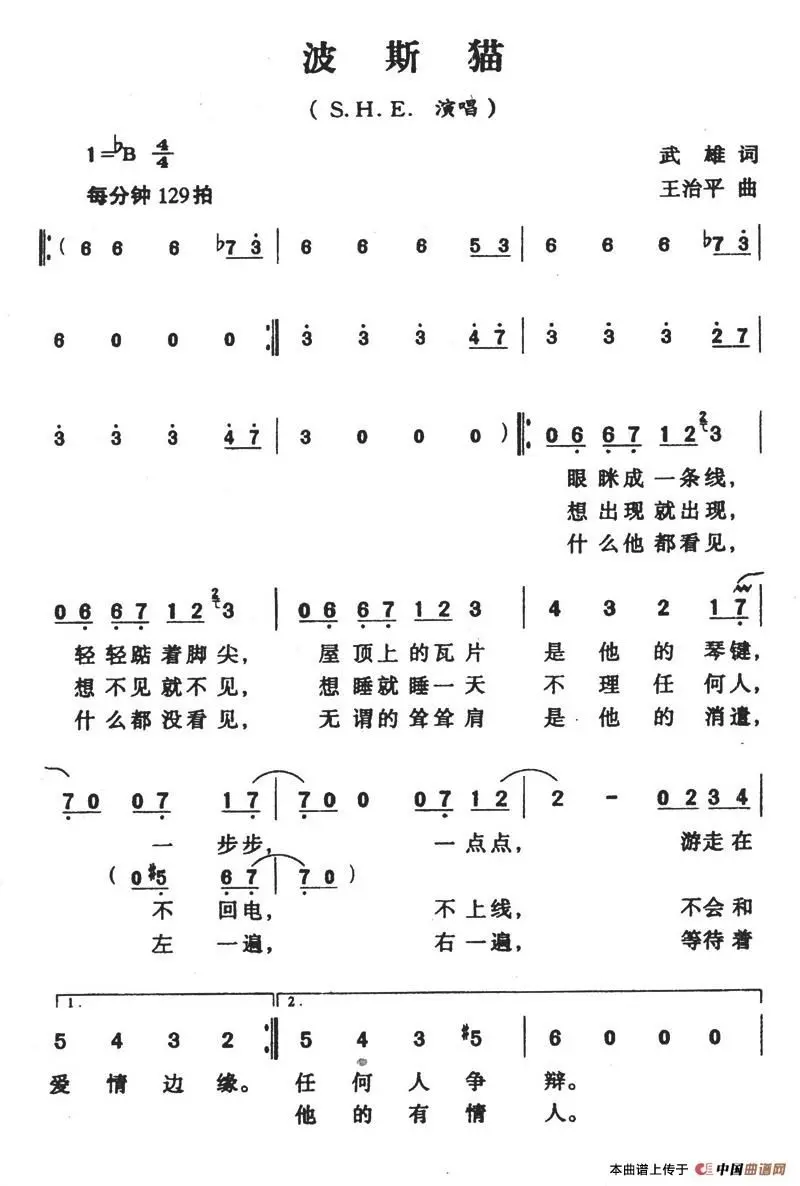 波斯猫
(S.H.E. 演唱)
1=♭B 4/4
武雄词
每分钟129拍
王治平曲
(6 6 6 ♭7 3 | 6 6 6 5 3 | 6 6 6 ♭7 3 |
6 0 0 0 :| 3 3 3 4 7 | 3 3 3 2 7 |
3 3 3 4 7 | 3 0 0 0) |: 0 6 6 7 1 2 2 3
眼眯成一条线,
想出现就出现,
什么他都看见,
0 6 6 7 1 2 2 3 | 0 6 6 7 1 2 3 | 4 3 2 1 7 |
轻轻踮着脚尖, 屋顶上的瓦片 是他的琴键,
想不见就不见, 想睡就睡一天 不理任何人,
什么都没看见, 无谓的耸耸肩 是他的消遣,
7 0 0 7 1 7 | 7 0 0 0 7 1 2 | 2 - 0 2 3 4
一步步, 一点点, 游走在
(0 ♯5 6 7 | 7 0)
不回电, 不上线, 不会和
左一遍, 右一遍, 等待着
1. 2.
5 4 3 2 :| 5 4 3 ♯5 | 6 0 0 0 |
爱情边缘。 任何人争辩。
他的有情人。
本曲谱上传于 中国曲谱网